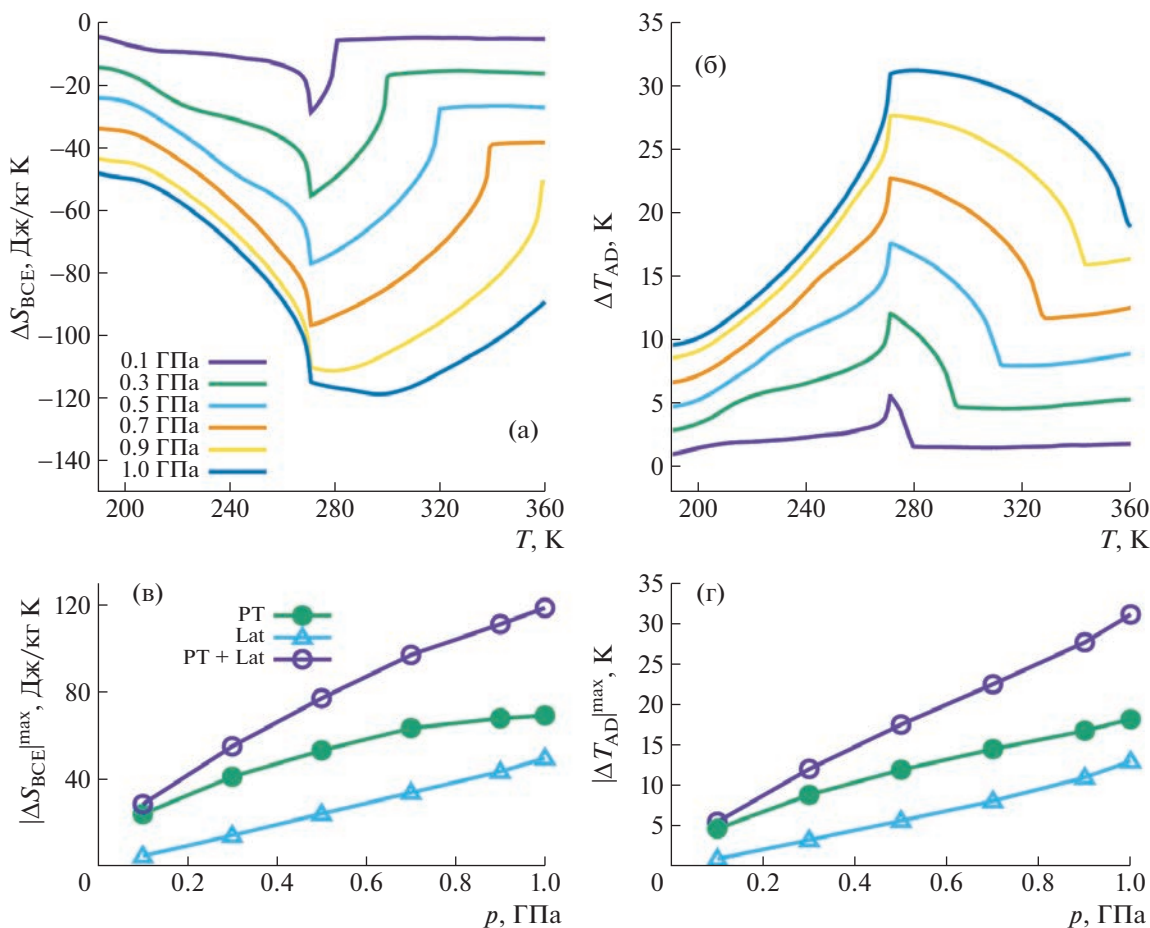 0
−20
−40
−60
−80
−100
−120
−140
ΔS_BCE, Дж/кг К
0.1 ГПа
0.3 ГПа
0.5 ГПа
0.7 ГПа
0.9 ГПа
1.0 ГПа
(а)
200 240 280 320 360
T, К
35
30
25
20
15
10
5
0
ΔT_AD, К
(б)
200 240 280 320 360
T, К
120
80
40
0
|ΔS_BCE|^max, Дж/кг К
(в)
PT
Lat
PT + Lat
0.2 0.4 0.6 0.8 1.0
p, ГПа
35
30
25
20
15
10
5
0
|ΔT_AD|^max, К
(г)
0.2 0.4 0.6 0.8 1.0
p, ГПа